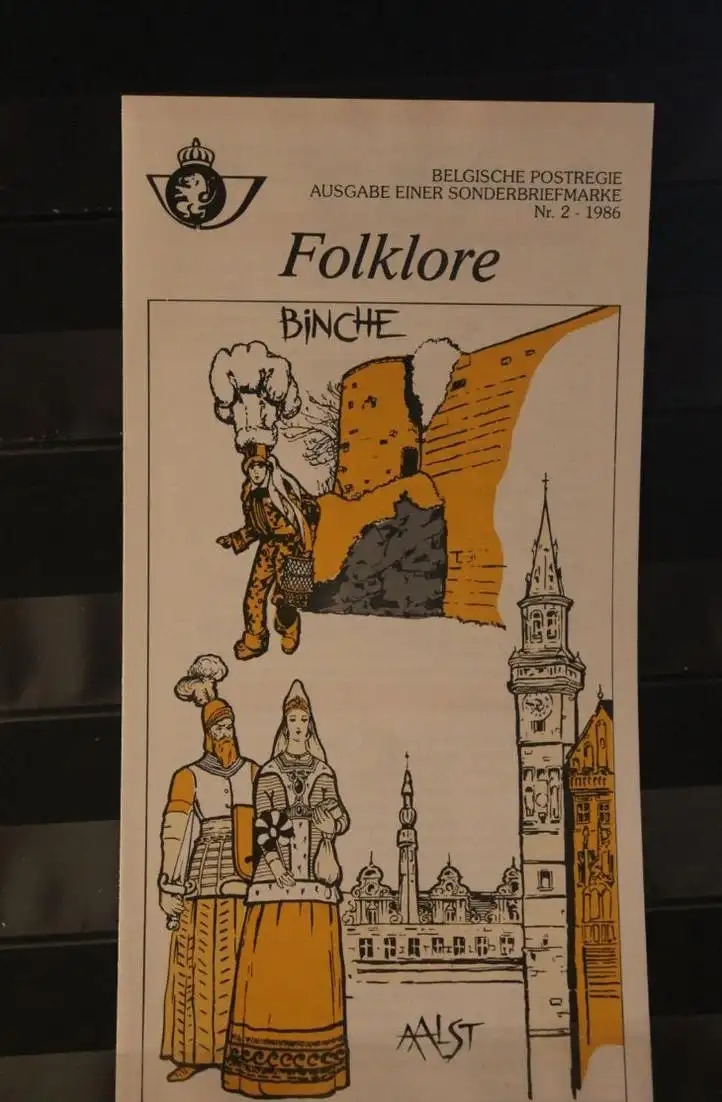 BELGISCHE POSTREGIE
AUSGABE EINER SONDERBRIEFMARKE
Nr. 2 - 1986
Folklore
BiNCHE
AALST